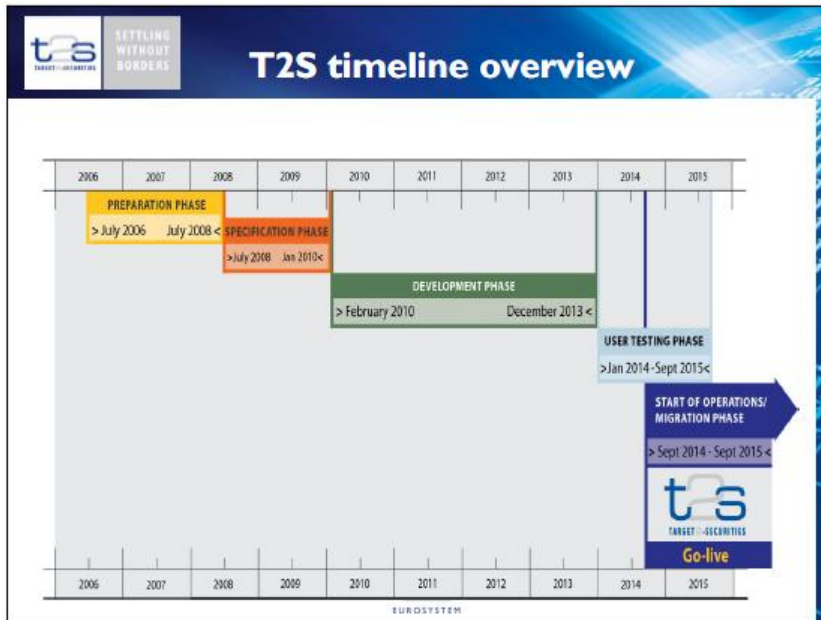 t2s
TARGET2-SECURITIES
SETTLING
WITHOUT
BORDERS
T2S timeline overview
2006 2007 2008 2009 2010 2011 2012 2013 2014 2015
PREPARATION PHASE
> July 2006 July 2008 <
SPECIFICATION PHASE
>July 2008 Jan 2010<
DEVELOPMENT PHASE
> February 2010 December 2013 <
USER TESTING PHASE
>Jan 2014 - Sept 2015<
START OF OPERATIONS/
MIGRATION PHASE
> Sept 2014 - Sept 2015 <
t2s
TARGET2-SECURITIES
Go-live
2006 2007 2008 2009 2010 2011 2012 2013 2014 2015
EUROSYSTEM